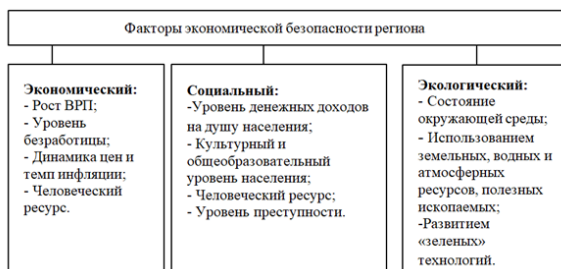 Факторы экономической безопасности региона
Экономический:
- Рост ВРП;
- Уровень
безработицы;
- Динамика цен и
темп инфляции;
- Человеческий
ресурс.
Социальный:
-Уровень денежных доходов
на душу населения;
- Культурный и
общеобразовательный
уровень населения;
- Человеческий ресурс;
- Уровень преступности.
Экологический:
- Состояние
окружающей среды;
- Использованием
земельных, водных и
атмосферных
ресурсов, полезных
ископаемых;
-Развитием
«зеленых»
технологий.